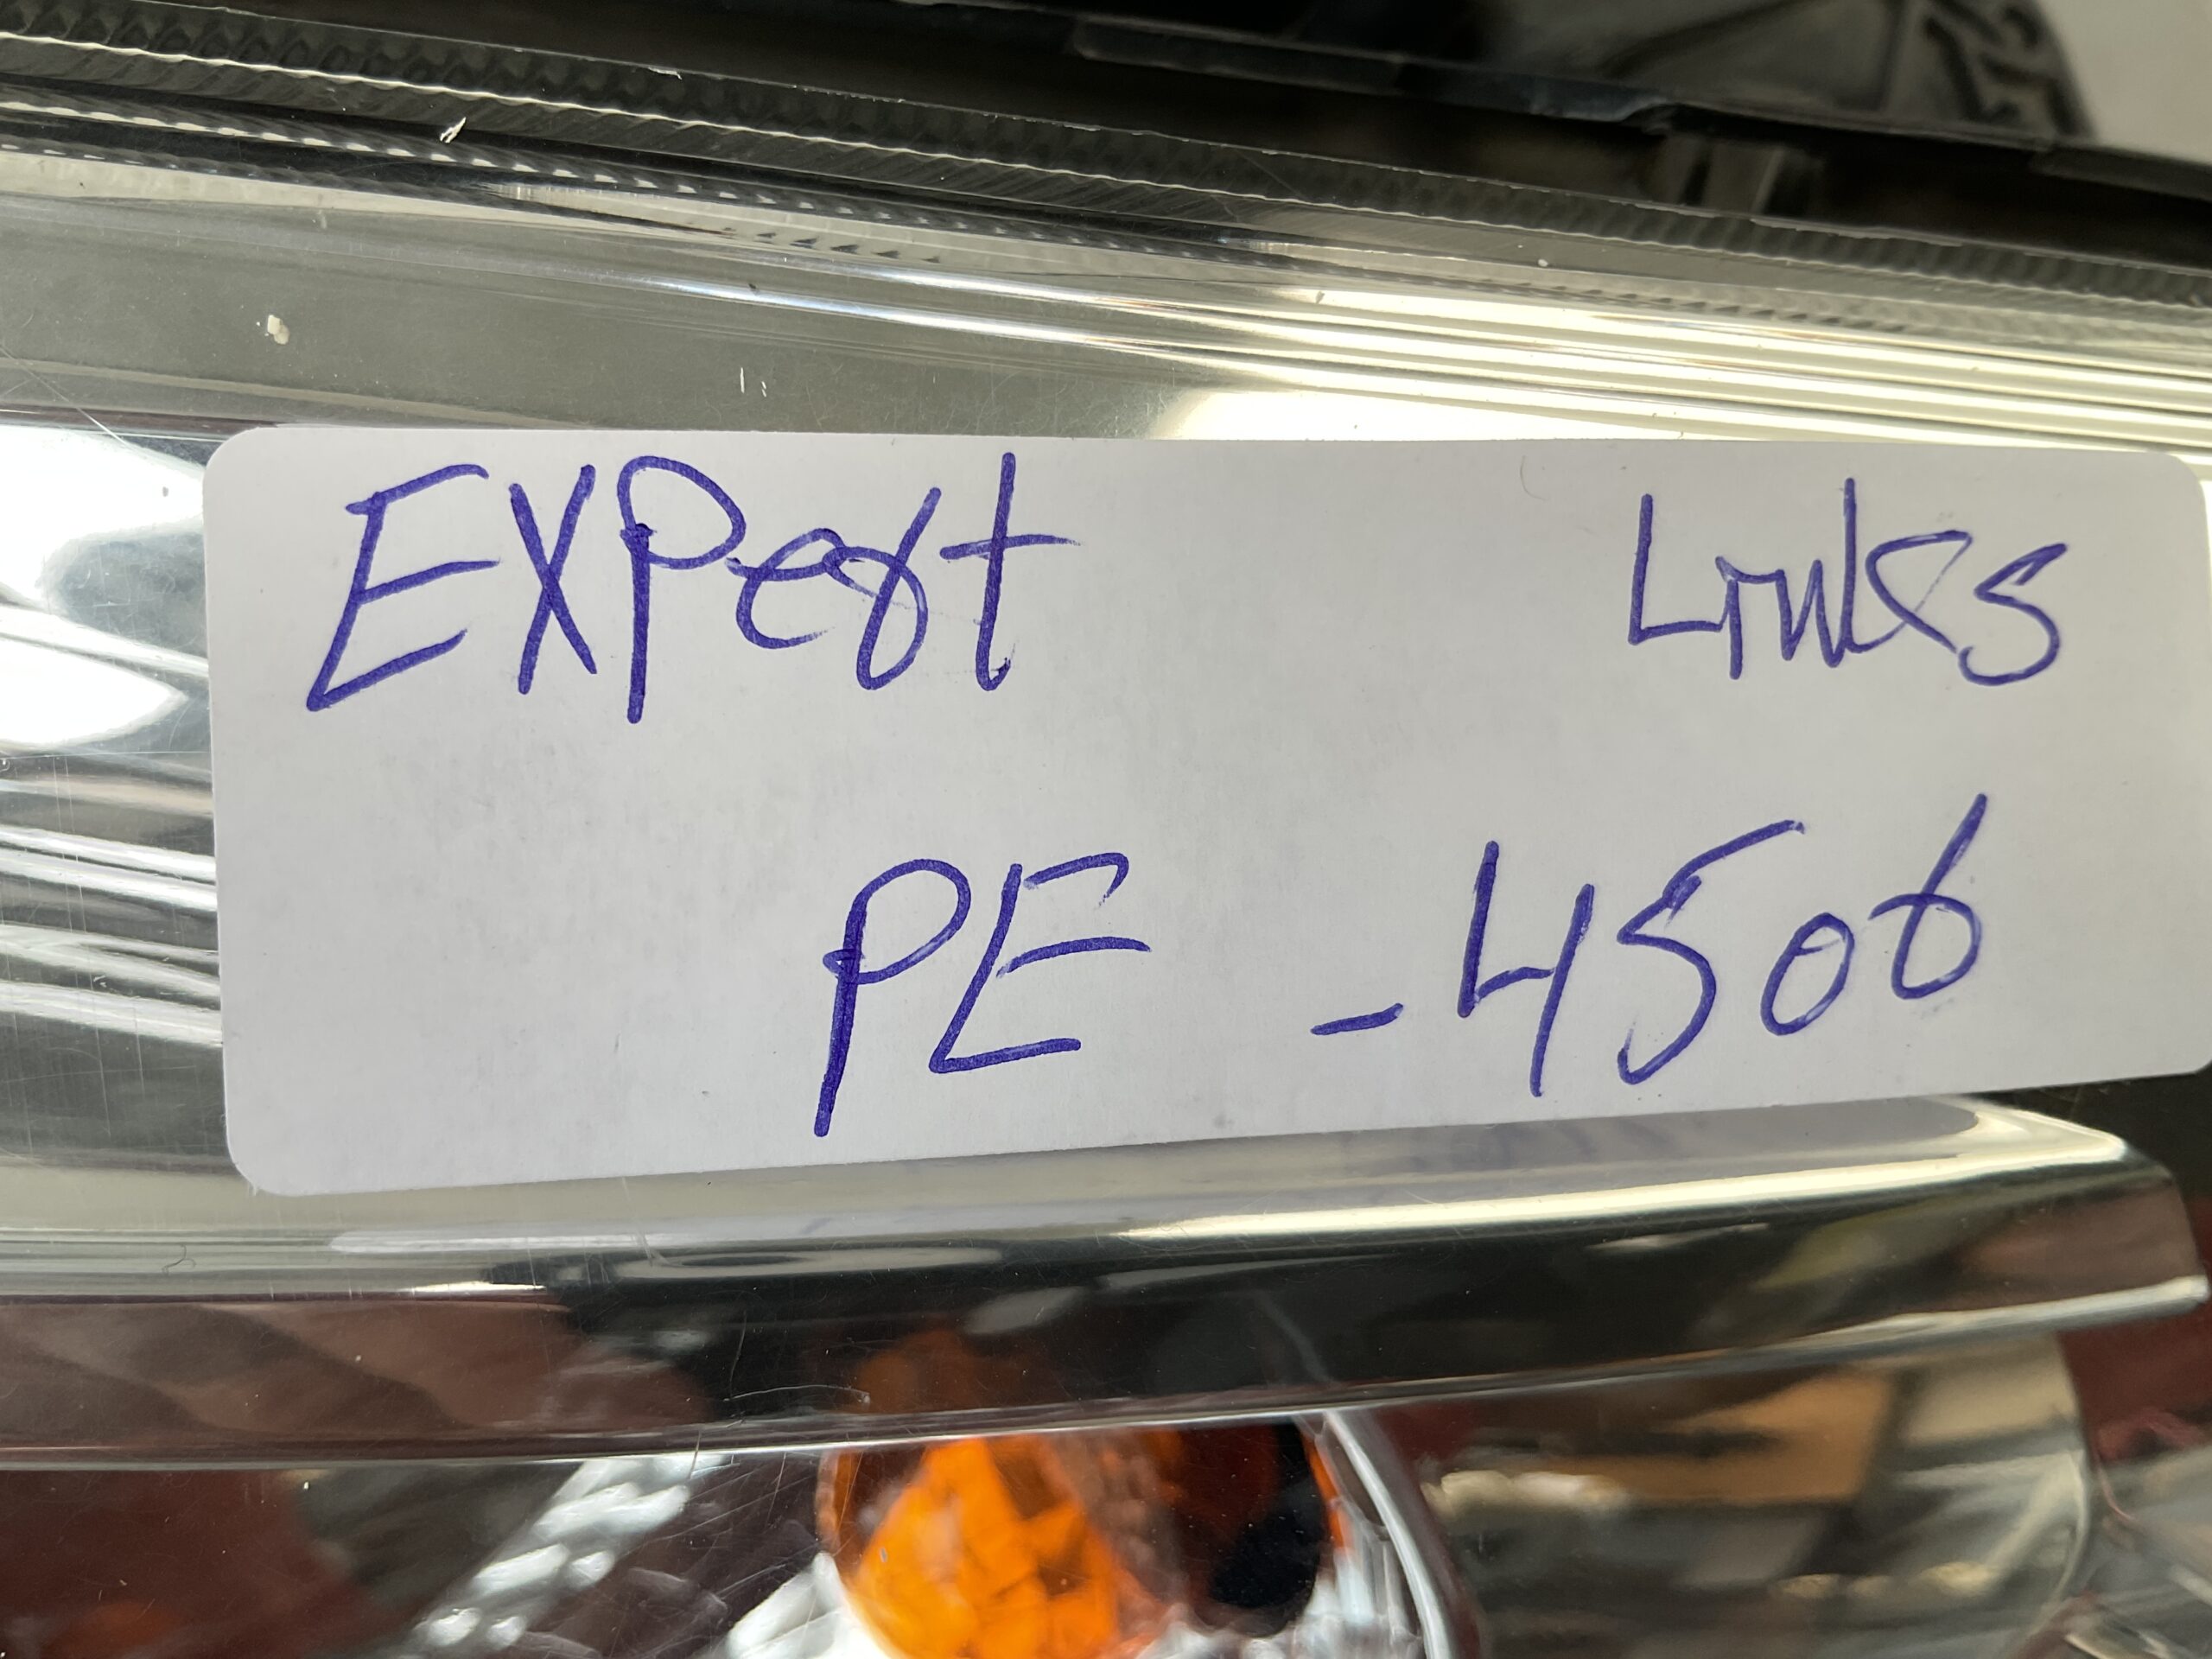 EXPert Links
PE - 4506